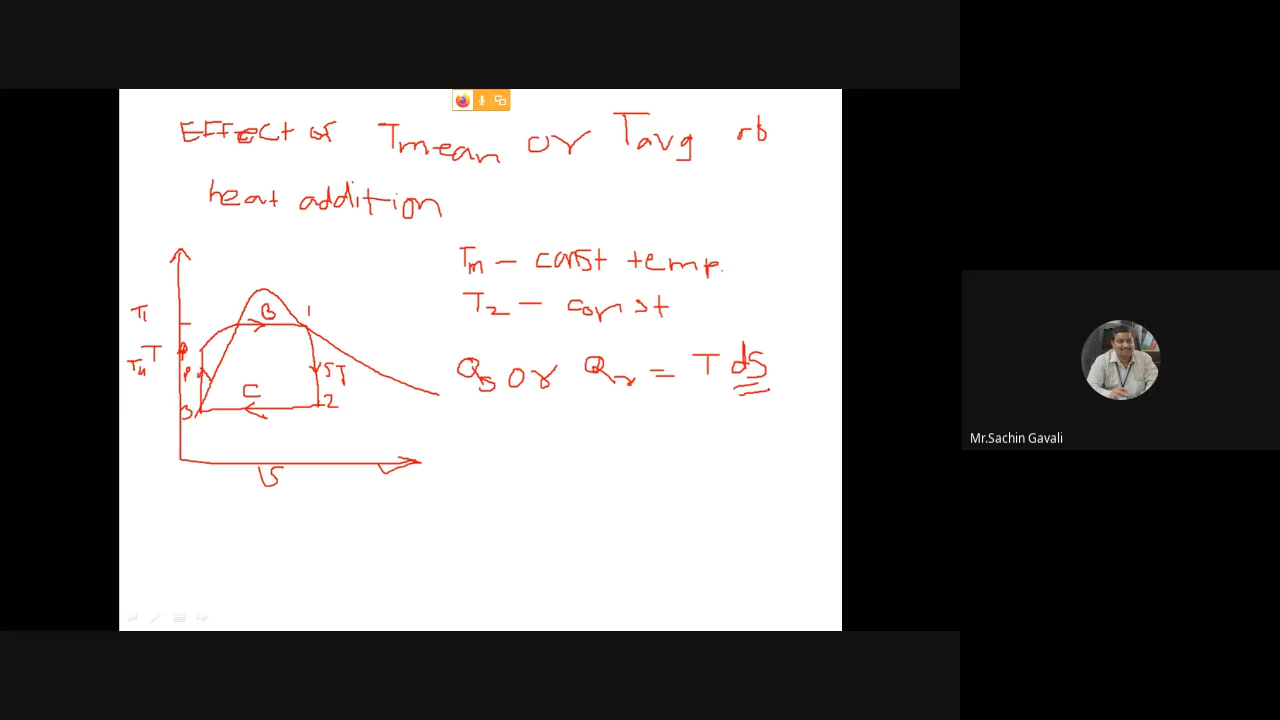 Effect of Tmean or Tavg of
heat addition
Tm - const temp.
T2 - const
Qs or Qr = T ds
T1
B
1
T
T4
4
P
ST
C
3
2
S
Mr.Sachin Gavali